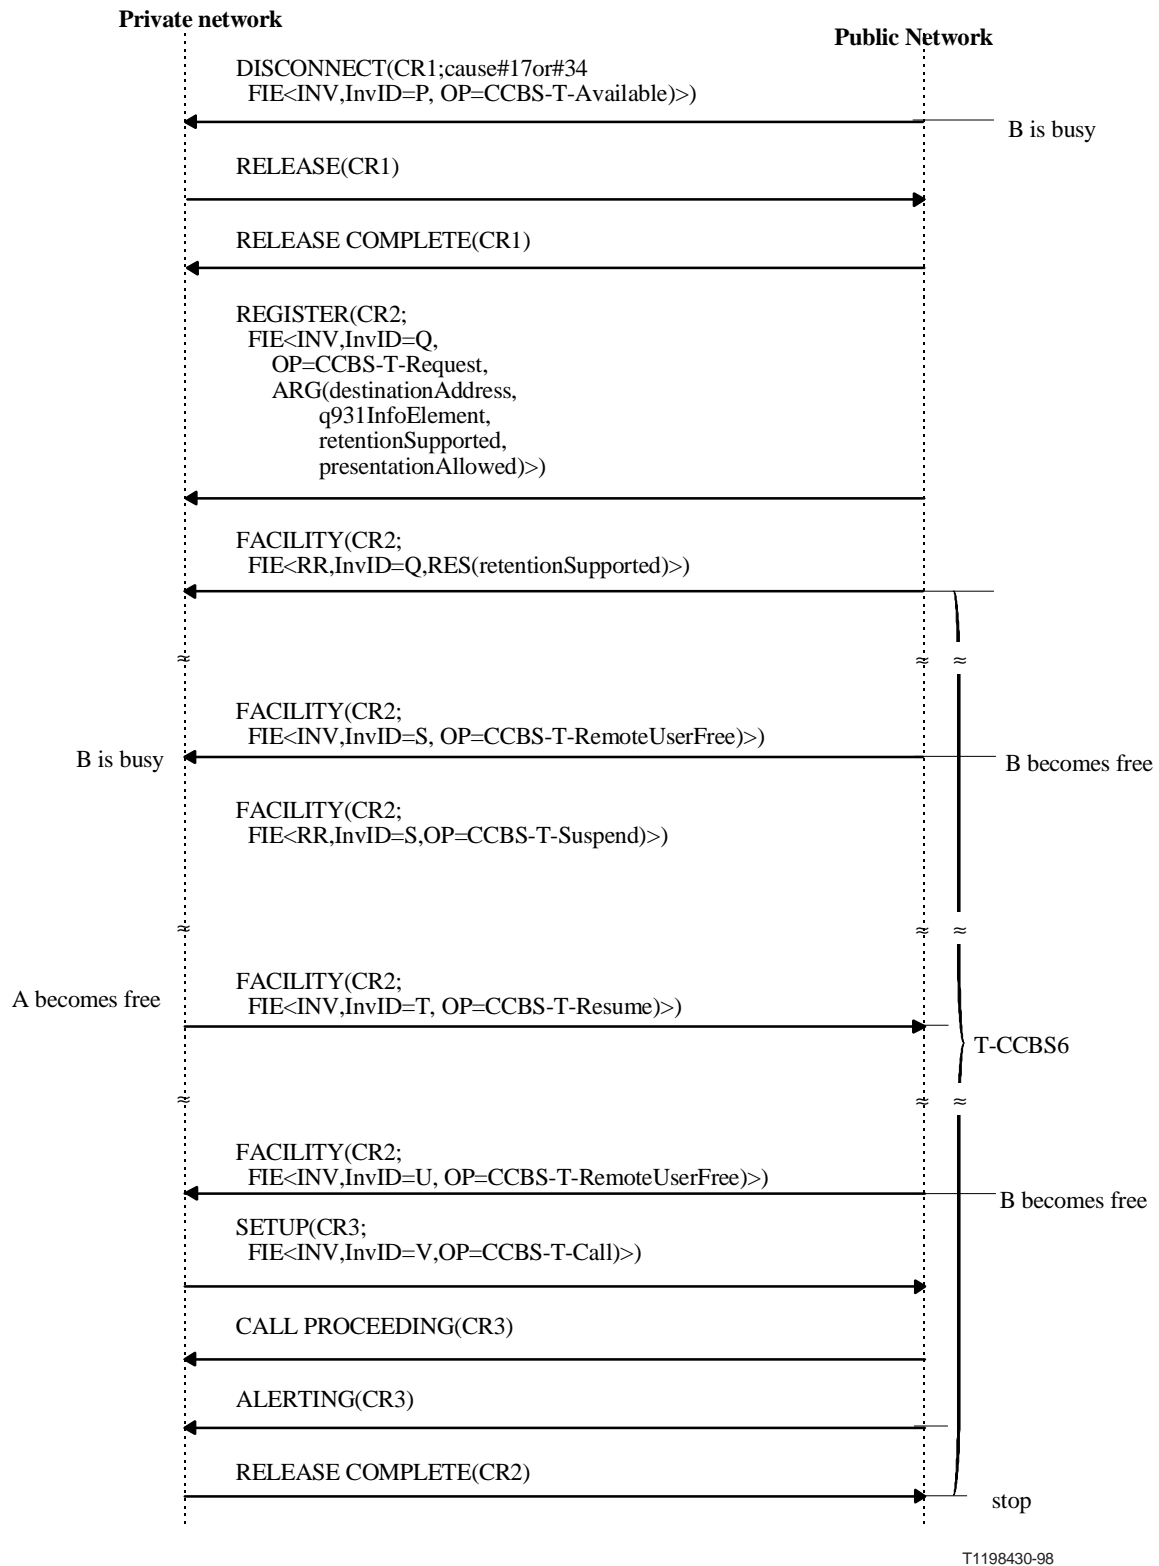 Private network
Public Network
DISCONNECT(CR1;cause#17or#34
FIE<INV,InvID=P, OP=CCBS-T-Available)>)
B is busy
RELEASE(CR1)
RELEASE COMPLETE(CR1)
REGISTER(CR2;
FIE<INV,InvID=Q,
OP=CCBS-T-Request,
ARG(destinationAddress,
q931InfoElement,
retentionSupported,
presentationAllowed)>)
FACILITY(CR2;
FIE<RR,InvID=Q,RES(retentionSupported)>)
≈ ≈ ≈
FACILITY(CR2;
FIE<INV,InvID=S, OP=CCBS-T-RemoteUserFree)>)
B is busy
B becomes free
FACILITY(CR2;
FIE<RR,InvID=S,OP=CCBS-T-Suspend)>)
≈ ≈ ≈
FACILITY(CR2;
A becomes free
FIE<INV,InvID=T, OP=CCBS-T-Resume)>)
T-CCBS6
≈ ≈ ≈
FACILITY(CR2;
FIE<INV,InvID=U, OP=CCBS-T-RemoteUserFree)>)
B becomes free
SETUP(CR3;
FIE<INV,InvID=V,OP=CCBS-T-Call)>)
CALL PROCEEDING(CR3)
ALERTING(CR3)
RELEASE COMPLETE(CR2)
stop
T1198430-98